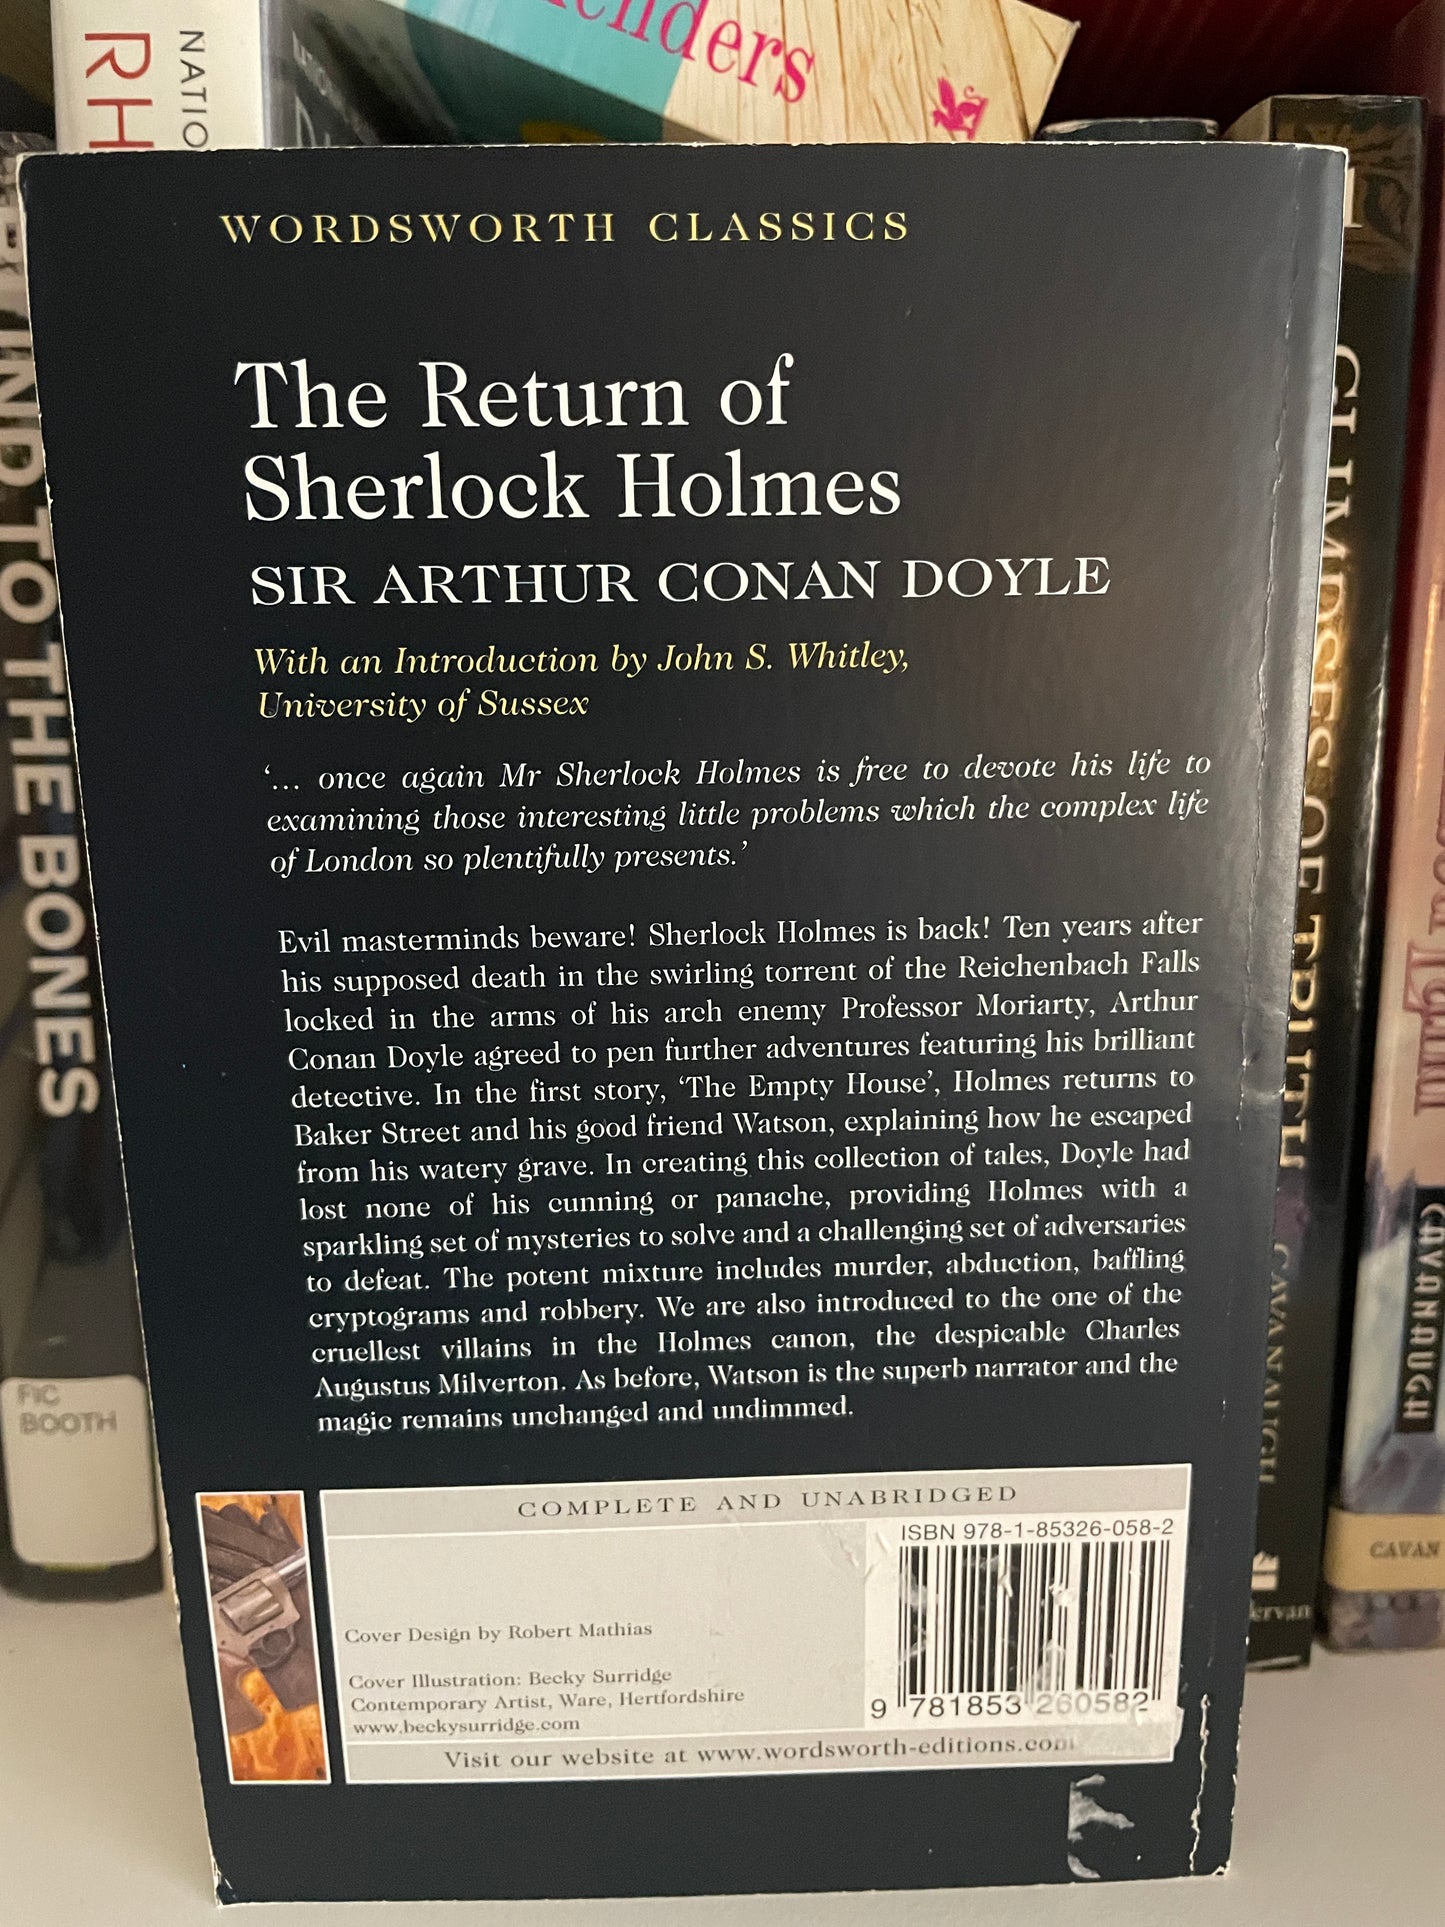 enders
NATIO
RH
IND TO THE BONES
FIC
BOOTH
WORDSWORTH CLASSICS
The Return of
Sherlock Holmes
SIR ARTHUR CONAN DOYLE
With an Introduction by John S. Whitley,
University of Sussex
‘... once again Mr Sherlock Holmes is free to devote his life to
examining those interesting little problems which the complex life
of London so plentifully presents.’
Evil masterminds beware! Sherlock Holmes is back! Ten years after
his supposed death in the swirling torrent of the Reichenbach Falls
locked in the arms of his arch enemy Professor Moriarty, Arthur
Conan Doyle agreed to pen further adventures featuring his brilliant
detective. In the first story, ‘The Empty House’, Holmes returns to
Baker Street and his good friend Watson, explaining how he escaped
from his watery grave. In creating this collection of tales, Doyle had
lost none of his cunning or panache, providing Holmes with a
sparkling set of mysteries to solve and a challenging set of adversaries
to defeat. The potent mixture includes murder, abduction, baffling
cryptograms and robbery. We are also introduced to the one of the
cruellest villains in the Holmes canon, the despicable Charles
Augustus Milverton. As before, Watson is the superb narrator and the
magic remains unchanged and undimmed.
COMPLETE AND UNABRIDGED
ISBN 978-1-85326-058-2
Cover Design by Robert Mathias
Cover Illustration: Becky Surridge
Contemporary Artist, Ware, Hertfordshire
www.beckysurridge.com
9 781853 260582
Visit our website at www.wordsworth-editions.com
GLIMPSES OF TRUTH
CAVANAUGH
ervan
CAVANAUGH
CAVAN